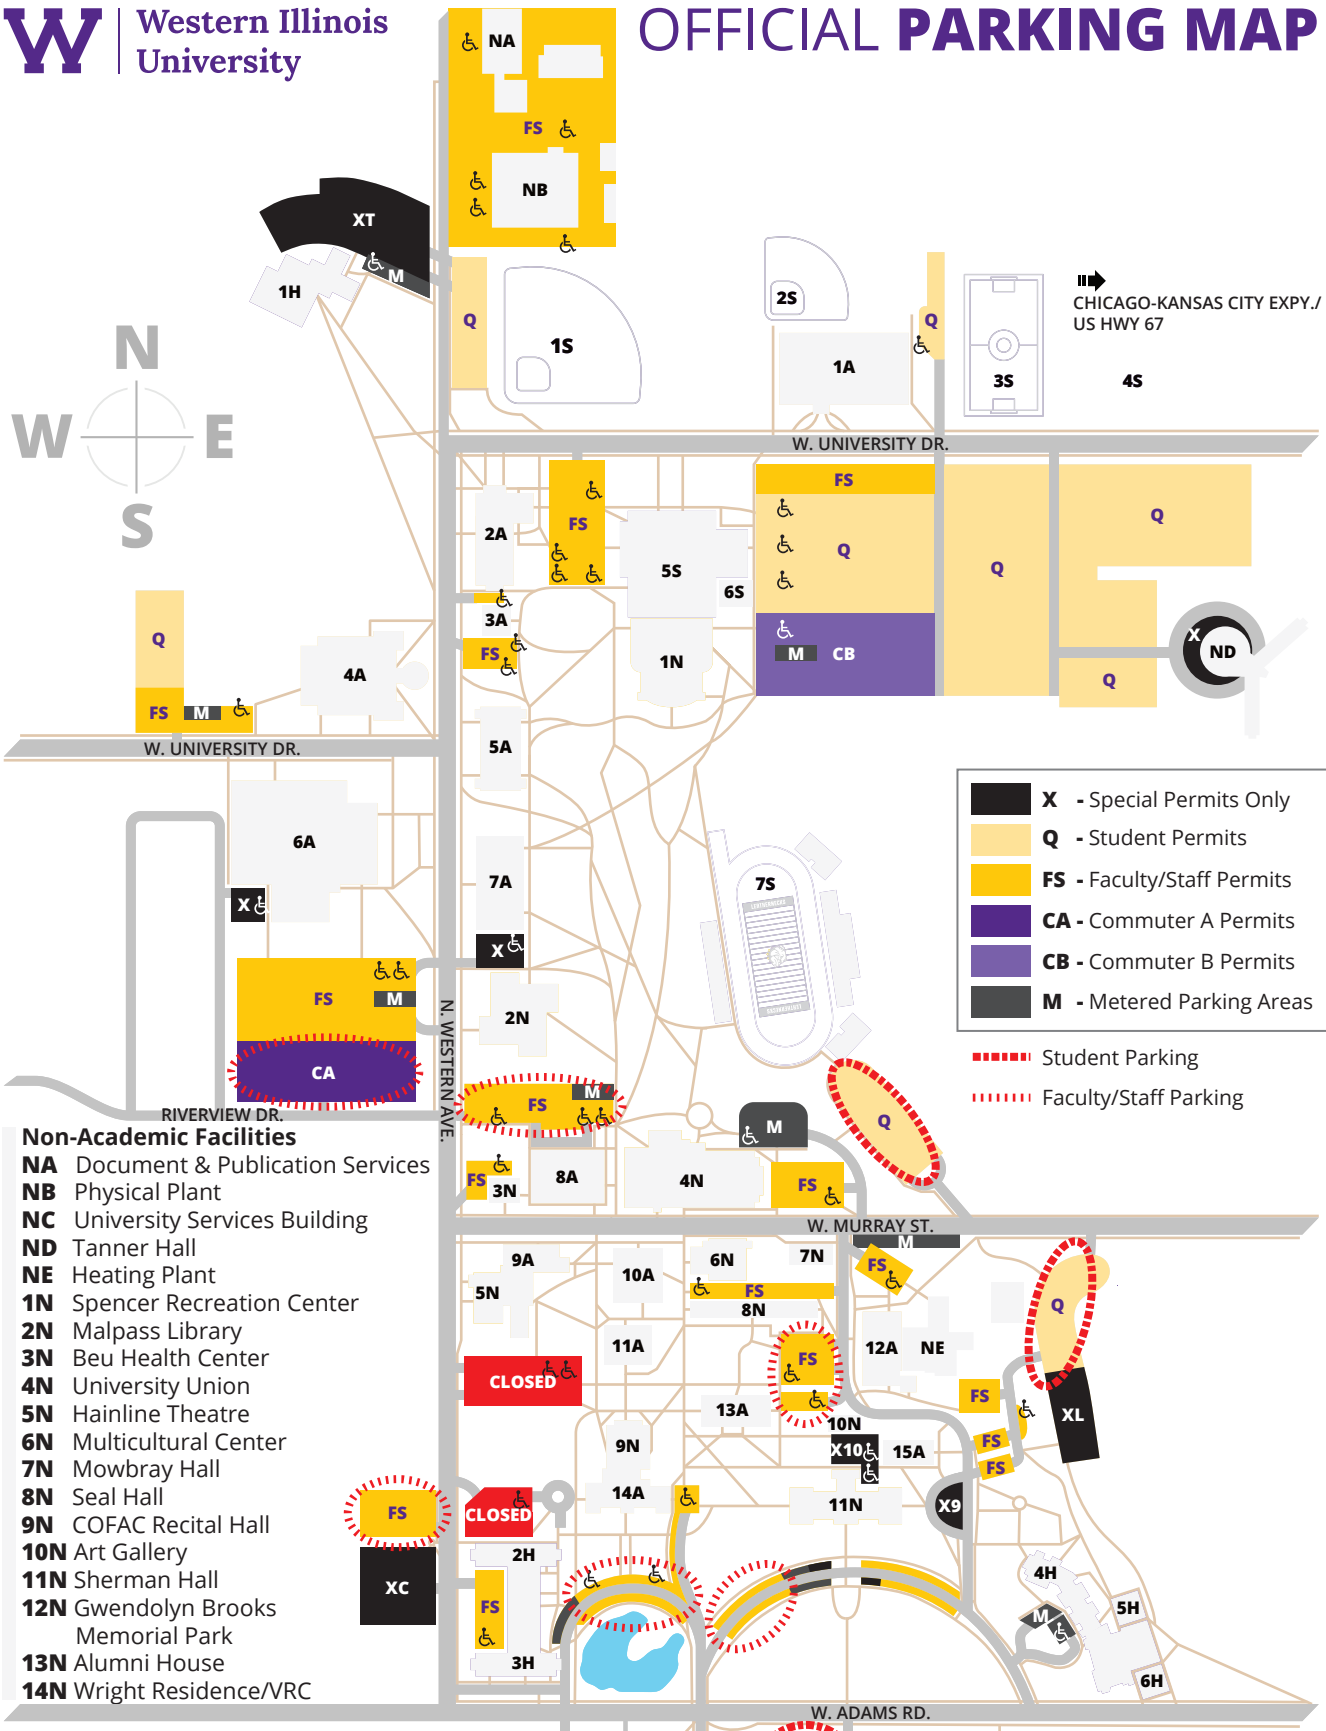 W
Western Illinois
University
OFFICIAL PARKING MAP
NA
FS
NB
XT
M
1H
Q
1S
2S
Q
1A
3S
4S
CHICAGO-KANSAS CITY EXPY./
US HWY 67
N
W E
S
W. UNIVERSITY DR.
2A
FS
5S
6S
FS
Q
Q
Q
3A
FS
1N
M CB
Q
X
ND
Q
FS M
4A
5A
W. UNIVERSITY DR.
6A
X
7A
X
7S
X - Special Permits Only
Q - Student Permits
FS - Faculty/Staff Permits
CA - Commuter A Permits
CB - Commuter B Permits
M - Metered Parking Areas
Student Parking
Faculty/Staff Parking
FS
M
CA
2N
N. WESTERN AVE.
RIVERVIEW DR.
FS
M
M
Q
FS
3N
8A
4N
FS
W. MURRAY ST.
M
Non-Academic Facilities
NA Document & Publication Services
NB Physical Plant
NC University Services Building
ND Tanner Hall
NE Heating Plant
1N Spencer Recreation Center
2N Malpass Library
3N Beu Health Center
4N University Union
5N Hainline Theatre
6N Multicultural Center
7N Mowbray Hall
8N Seal Hall
9N COFAC Recital Hall
10N Art Gallery
11N Sherman Hall
12N Gwendolyn Brooks
Memorial Park
13N Alumni House
14N Wright Residence/VRC
9A
5N
10A
6N
7N
FS
FS
8N
11A
FS
12A NE
Q
CLOSED
13A
10N
FS
XL
FS
FS
9N
X10
15A
14A
11N
X9
FS
CLOSED
XC
2H
FS
3H
4H
5H
M
6H
W. ADAMS RD.